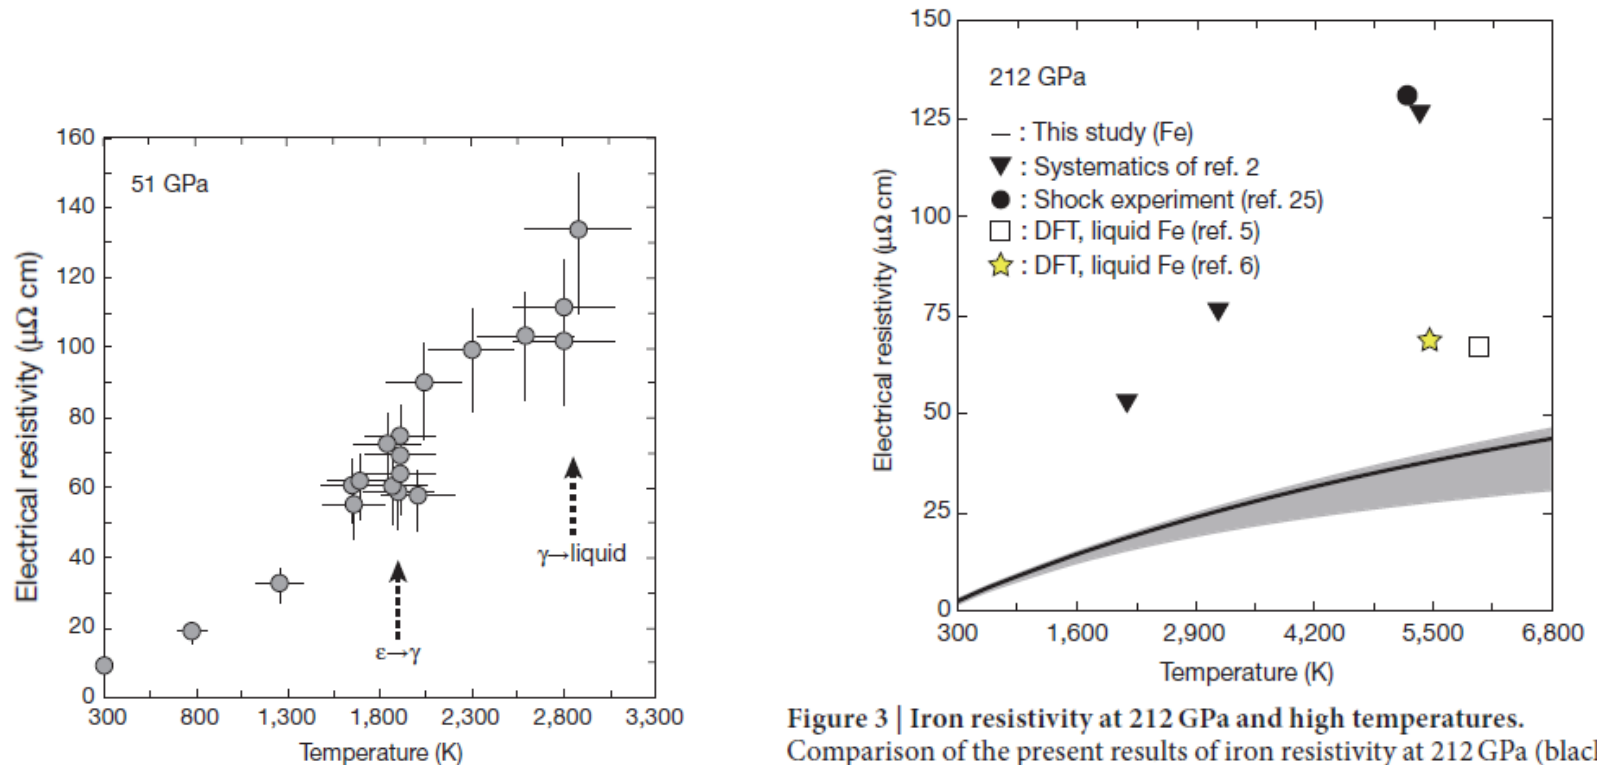 160
140
120
100
80
60
40
20
0
51 GPa
γ→liquid
ε→γ
300 800 1,300 1,800 2,300 2,800 3,300
Temperature (K)
Electrical resistivity (μΩ cm)
150
125
100
75
50
25
0
212 GPa
— : This study (Fe)
▼ : Systematics of ref. 2
● : Shock experiment (ref. 25)
□ : DFT, liquid Fe (ref. 5)
☆ : DFT, liquid Fe (ref. 6)
300 1,600 2,900 4,200 5,500 6,800
Temperature (K)
Electrical resistivity (μΩ cm)
Figure 3 | Iron resistivity at 212 GPa and high temperatures.
Comparison of the present results of iron resistivity at 212 GPa (blac